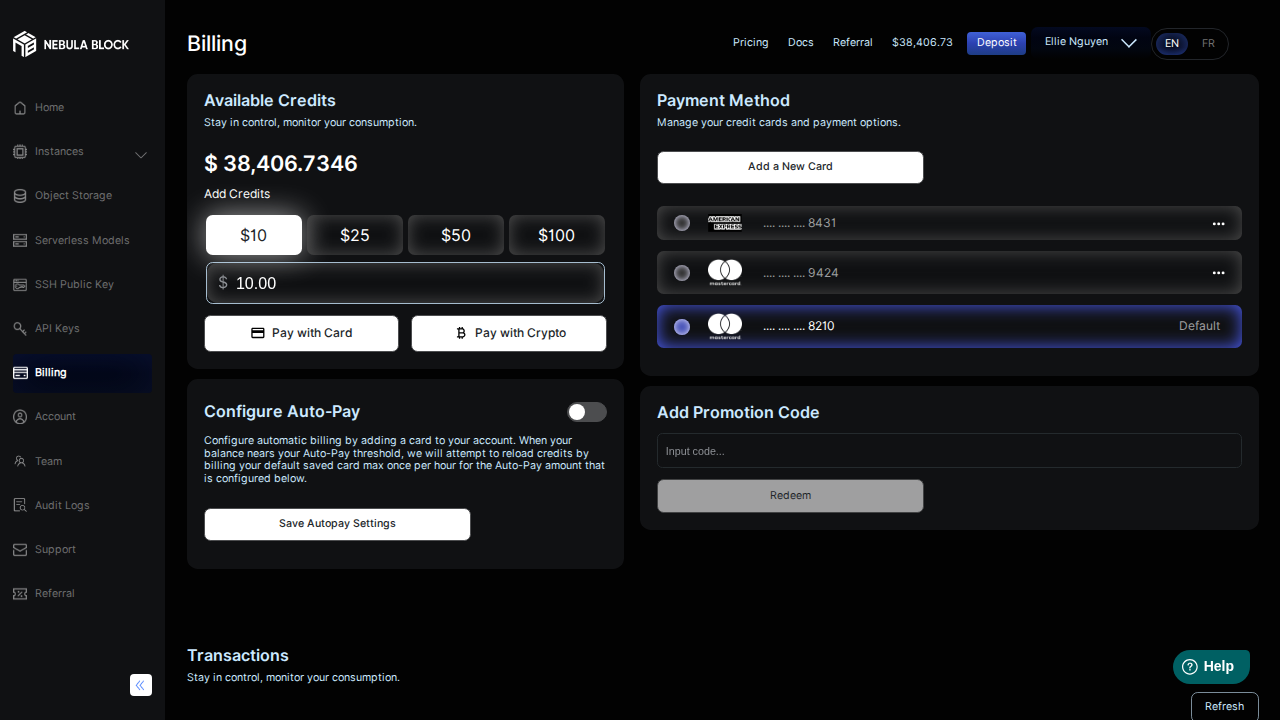 NEBULA BLOCK
Home
Instances
Object Storage
Serverless Models
SSH Public Key
API Keys
Billing
Account
Team
Audit Logs
Support
Referral
Billing
Pricing
Docs
Referral
$38,406.73
Deposit
Ellie Nguyen
EN
FR
Available Credits
Stay in control, monitor your consumption.
$ 38,406.7346
Add Credits
$10
$25
$50
$100
$ 10.00
Pay with Card
Pay with Crypto
Configure Auto-Pay
Configure automatic billing by adding a card to your account. When your
balance nears your Auto-Pay threshold, we will attempt to reload credits by
billing your default saved card max once per hour for the Auto-Pay amount that
is configured below.
Save Autopay Settings
Payment Method
Manage your credit cards and payment options.
Add a New Card
AMERICAN
EXPRESS
.... .... .... 8431
mastercard
.... .... .... 9424
mastercard
.... .... .... 8210
Default
Add Promotion Code
Input code...
Redeem
Transactions
Stay in control, monitor your consumption.
Help
Refresh